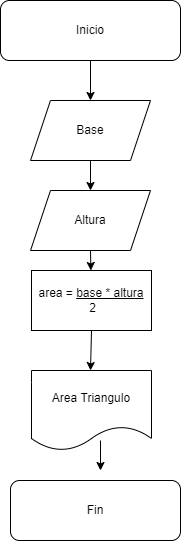 Inicio
Base
Altura
area = base * altura
2
Area Triangulo
Fin